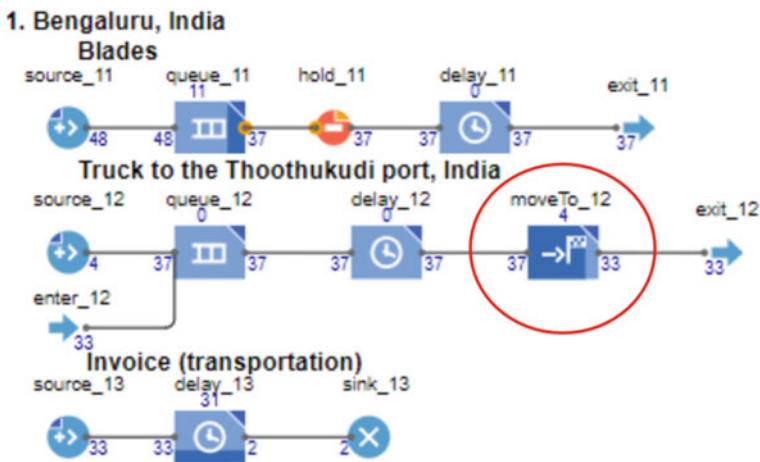 1. Bengaluru, India
Blades
source_11 queue_11 hold_11 delay_11 exit_11
11 0
48 48 37 37 37 37 37
Truck to the Thoothukudi port, India
source_12 queue_12 delay_12 moveTo_12 exit_12
0 0 4
4 37 37 37 37 37 33 33
enter_12
33
Invoice (transportation)
source_13 delay_13 sink_13
31
33 33 2 2